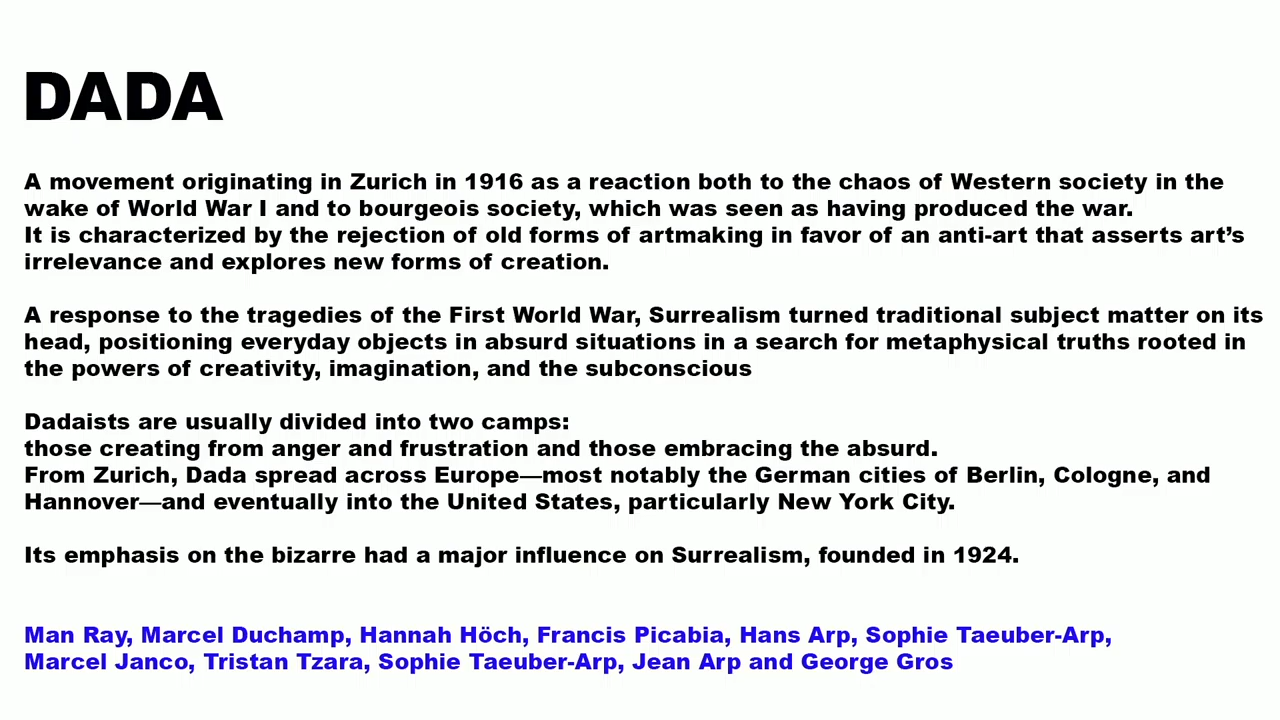 DADA
A movement originating in Zurich in 1916 as a reaction both to the chaos of Western society in the
wake of World War I and to bourgeois society, which was seen as having produced the war.
It is characterized by the rejection of old forms of artmaking in favor of an anti-art that asserts art’s
irrelevance and explores new forms of creation.
A response to the tragedies of the First World War, Surrealism turned traditional subject matter on its
head, positioning everyday objects in absurd situations in a search for metaphysical truths rooted in
the powers of creativity, imagination, and the subconscious
Dadaists are usually divided into two camps:
those creating from anger and frustration and those embracing the absurd.
From Zurich, Dada spread across Europe—most notably the German cities of Berlin, Cologne, and
Hannover—and eventually into the United States, particularly New York City.
Its emphasis on the bizarre had a major influence on Surrealism, founded in 1924.
Man Ray, Marcel Duchamp, Hannah Höch, Francis Picabia, Hans Arp, Sophie Taeuber-Arp,
Marcel Janco, Tristan Tzara, Sophie Taeuber-Arp, Jean Arp and George Gros